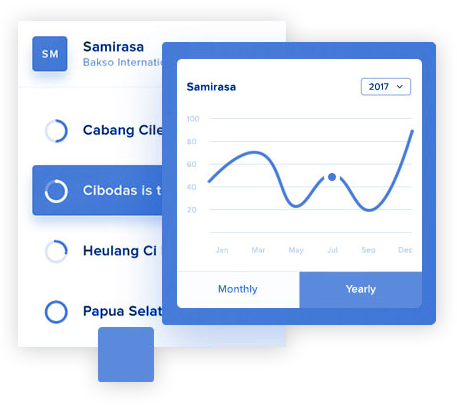 SM
Samirasa
Bakso Internati
Cabang Cile
Cibodas is t
Heulang Ci
Papua Selat
Samirasa
2017
100
80
60
40
20
Jan Mar May Jul Sep Des
Monthly Yearly